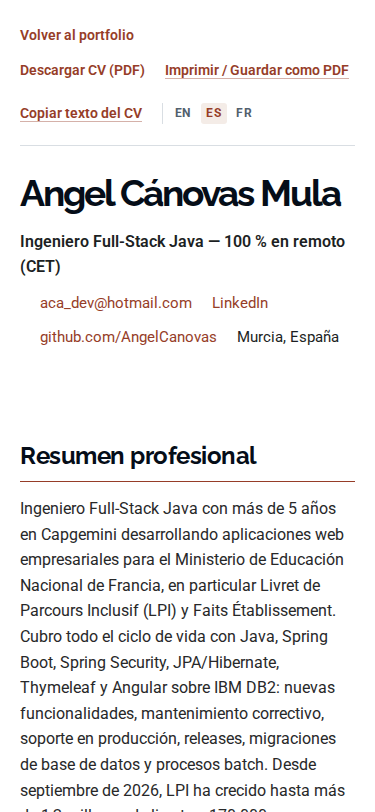 Volver al portfolio
Descargar CV (PDF) Imprimir / Guardar como PDF
Copiar texto del CV EN ES FR
Angel Cánovas Mula
Ingeniero Full-Stack Java — 100 % en remoto
(CET)
aca_dev@hotmail.com LinkedIn
github.com/AngelCanovas Murcia, España
Resumen profesional
Ingeniero Full-Stack Java con más de 5 años
en Capgemini desarrollando aplicaciones web
empresariales para el Ministerio de Educación
Nacional de Francia, en particular Livret de
Parcours Inclusif (LPI) y Faits Établissement.
Cubro todo el ciclo de vida con Java, Spring
Boot, Spring Security, JPA/Hibernate,
Thymeleaf y Angular sobre IBM DB2: nuevas
funcionalidades, mantenimiento correctivo,
soporte en producción, releases, migraciones
de base de datos y procesos batch. Desde
septiembre de 2026, LPI ha crecido hasta más